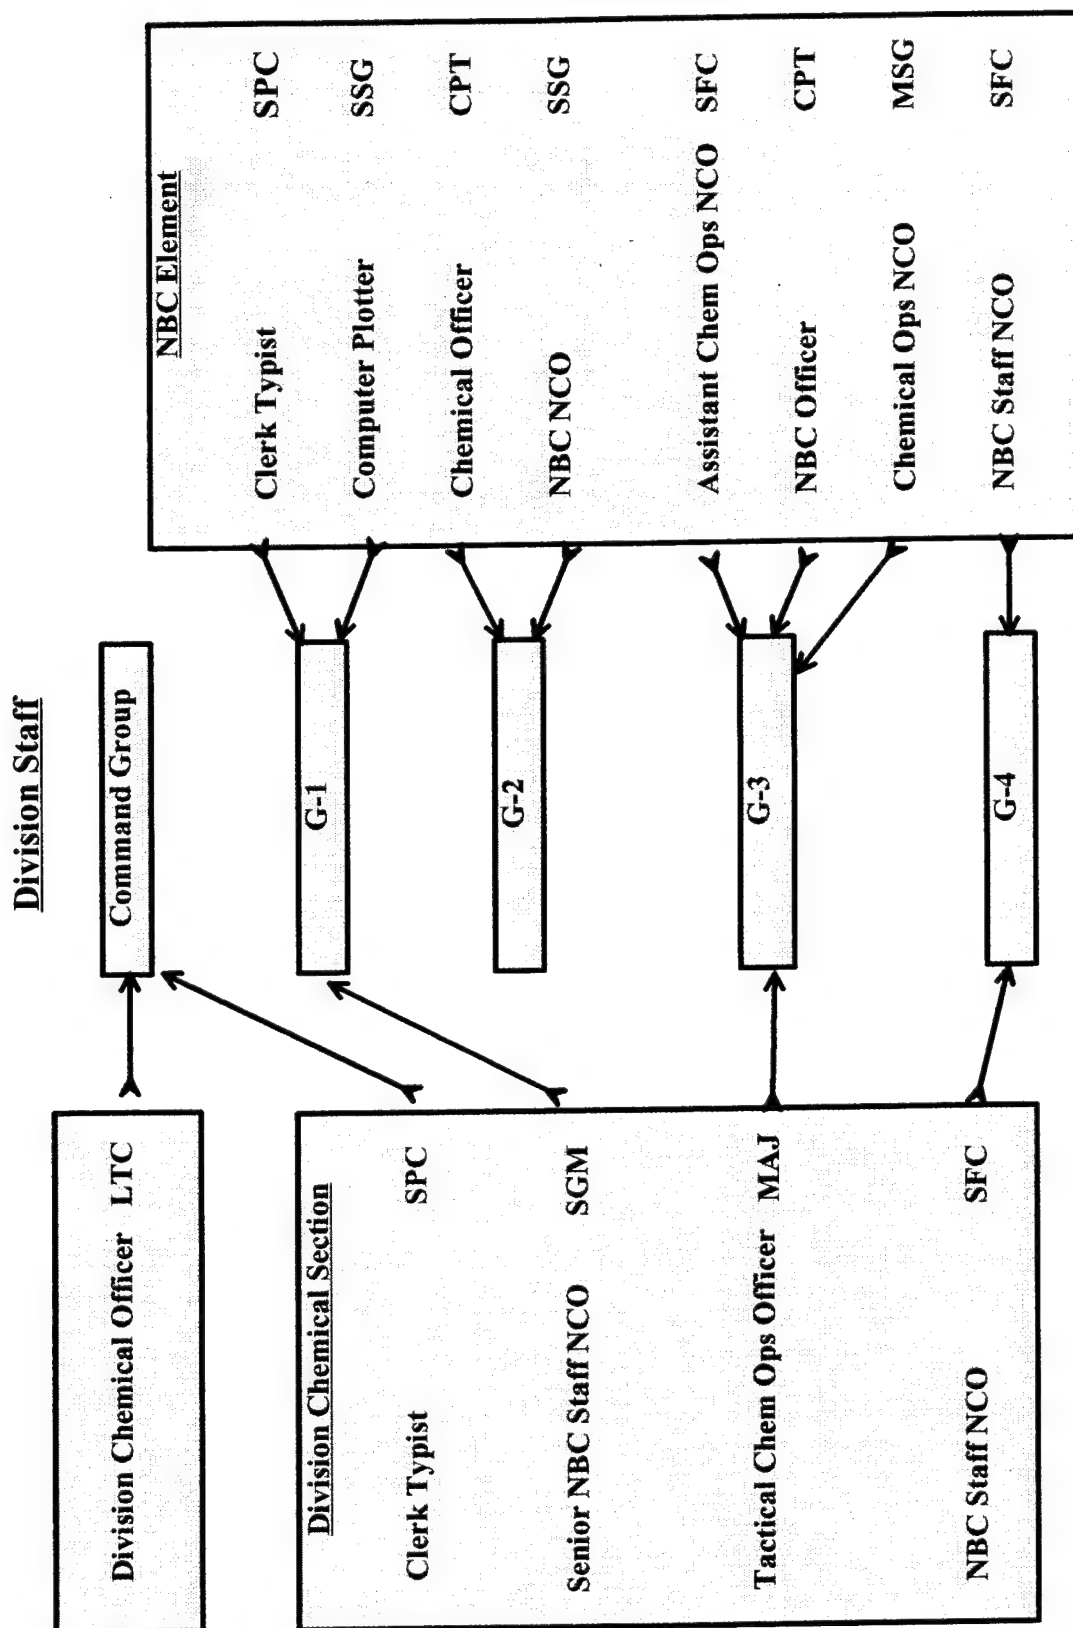 Division Staff
Division Chemical Officer LTC
Division Chemical Section
Clerk Typist SPC
Senior NBC Staff NCO SGM
Tactical Chem Ops Officer MAJ
NBC Staff NCO SFC
Command Group
G-1
G-2
G-3
G-4
NBC Element
Clerk Typist SPC
Computer Plotter SSG
Chemical Officer CPT
NBC NCO SSG
Assistant Chem Ops NCO SFC
NBC Officer CPT
Chemical Ops NCO MSG
NBC Staff NCO SFC